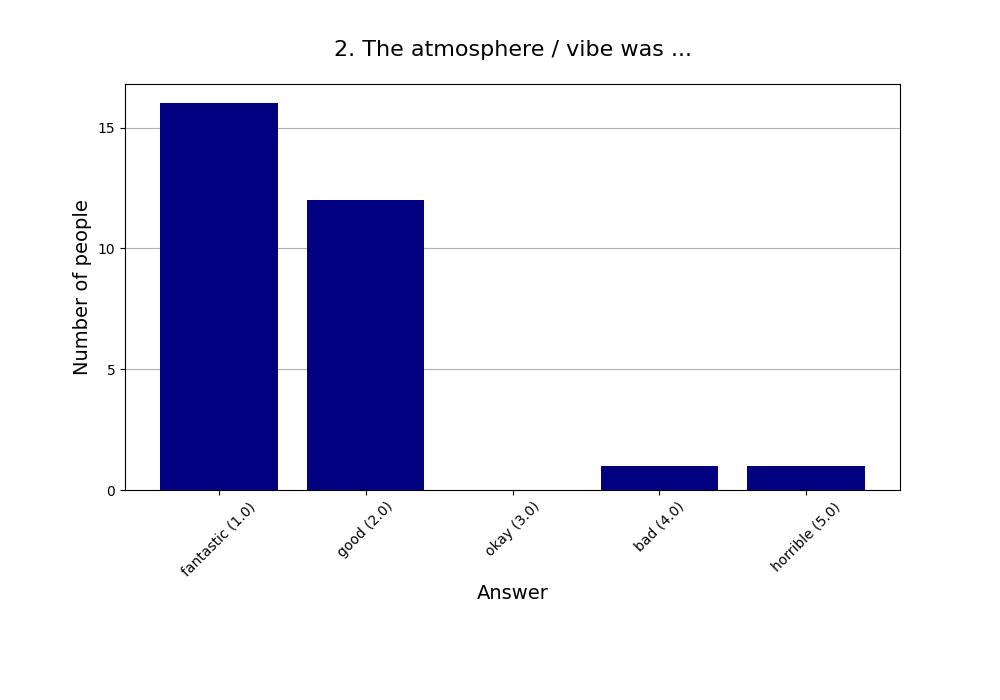 2. The atmosphere / vibe was ...
Number of people
15
10
5
0
fantastic (1.0)
good (2.0)
okay (3.0)
bad (4.0)
horrible (5.0)
Answer